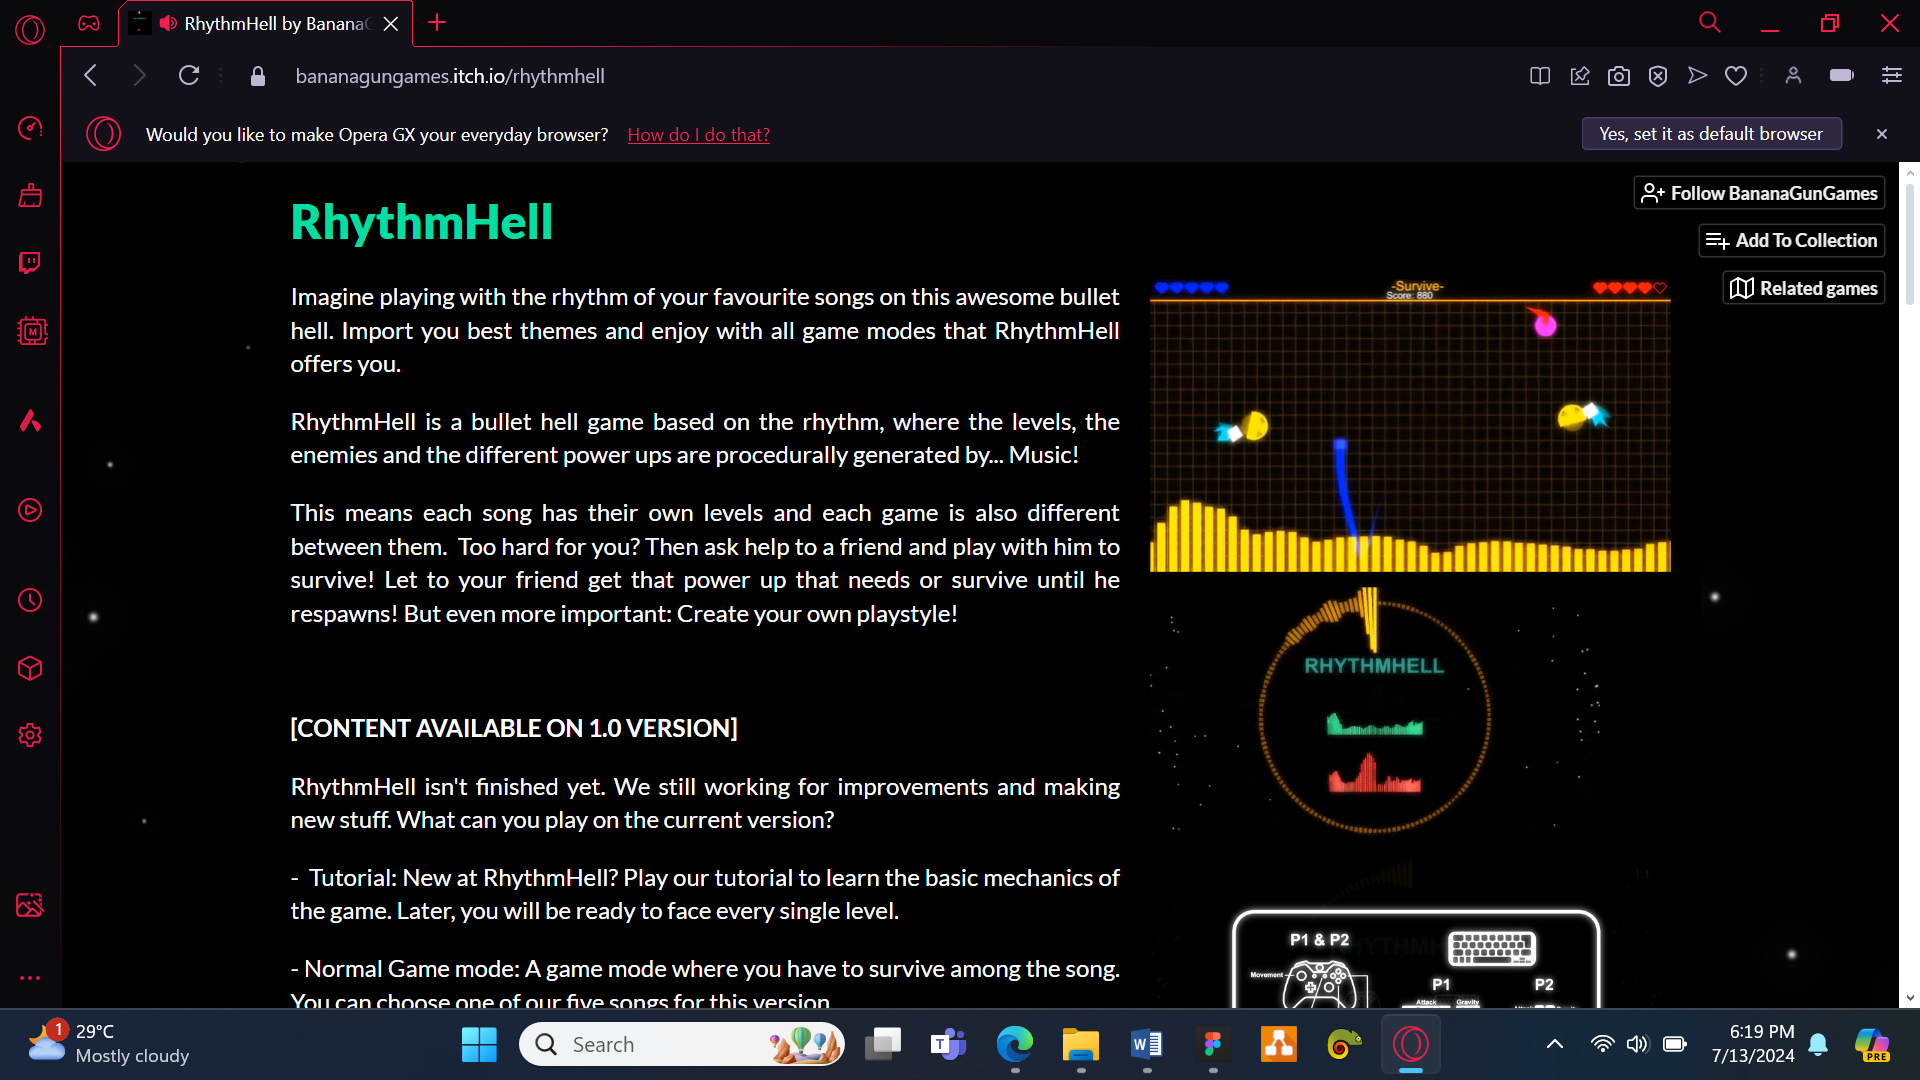 RhythmHell by Banana
bananagungames.itch.io/rhythmhell
Would you like to make Opera GX your everyday browser? How do I do that?
Yes, set it as default browser
RhythmHell
Follow BananaGunGames
Add To Collection
Related games
Imagine playing with the rhythm of your favourite songs on this awesome bullet
hell. Import you best themes and enjoy with all game modes that RhythmHell
offers you.
RhythmHell is a bullet hell game based on the rhythm, where the levels, the
enemies and the different power ups are procedurally generated by... Music!
This means each song has their own levels and each game is also different
between them. Too hard for you? Then ask help to a friend and play with him to
survive! Let to your friend get that power up that needs or survive until he
respawns! But even more important: Create your own playstyle!
[CONTENT AVAILABLE ON 1.0 VERSION]
RhythmHell isn't finished yet. We still working for improvements and making
new stuff. What can you play on the current version?
- Tutorial: New at RhythmHell? Play our tutorial to learn the basic mechanics of
the game. Later, you will be ready to face every single level.
- Normal Game mode: A game mode where you have to survive among the song.
You can choose one of our five songs for this version
-Survive-
Score: 880
RHYTHMHELL
P1 & P2
Movement
P1
P2
Attack
Gravity
1
29°C
Mostly cloudy
Search
6:19 PM
7/13/2024
PRE